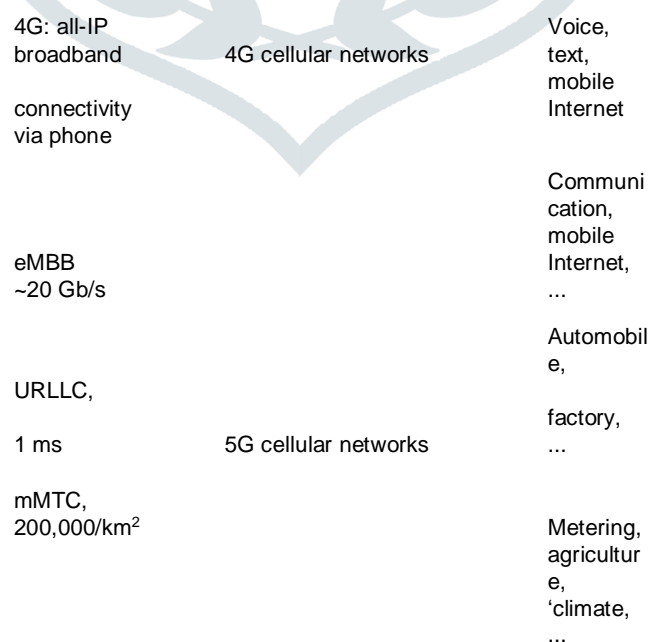 4G: all-IP
broadband
connectivity
via phone
4G cellular networks
Voice,
text,
mobile
Internet
eMBB
~20 Gb/s
Communi
cation,
mobile
Internet,
...
URLLC,
1 ms
mMTC,
200,000/km²
5G cellular networks
Automobil
e,
factory,
...
Metering,
agricultur
e,
‘climate,
...